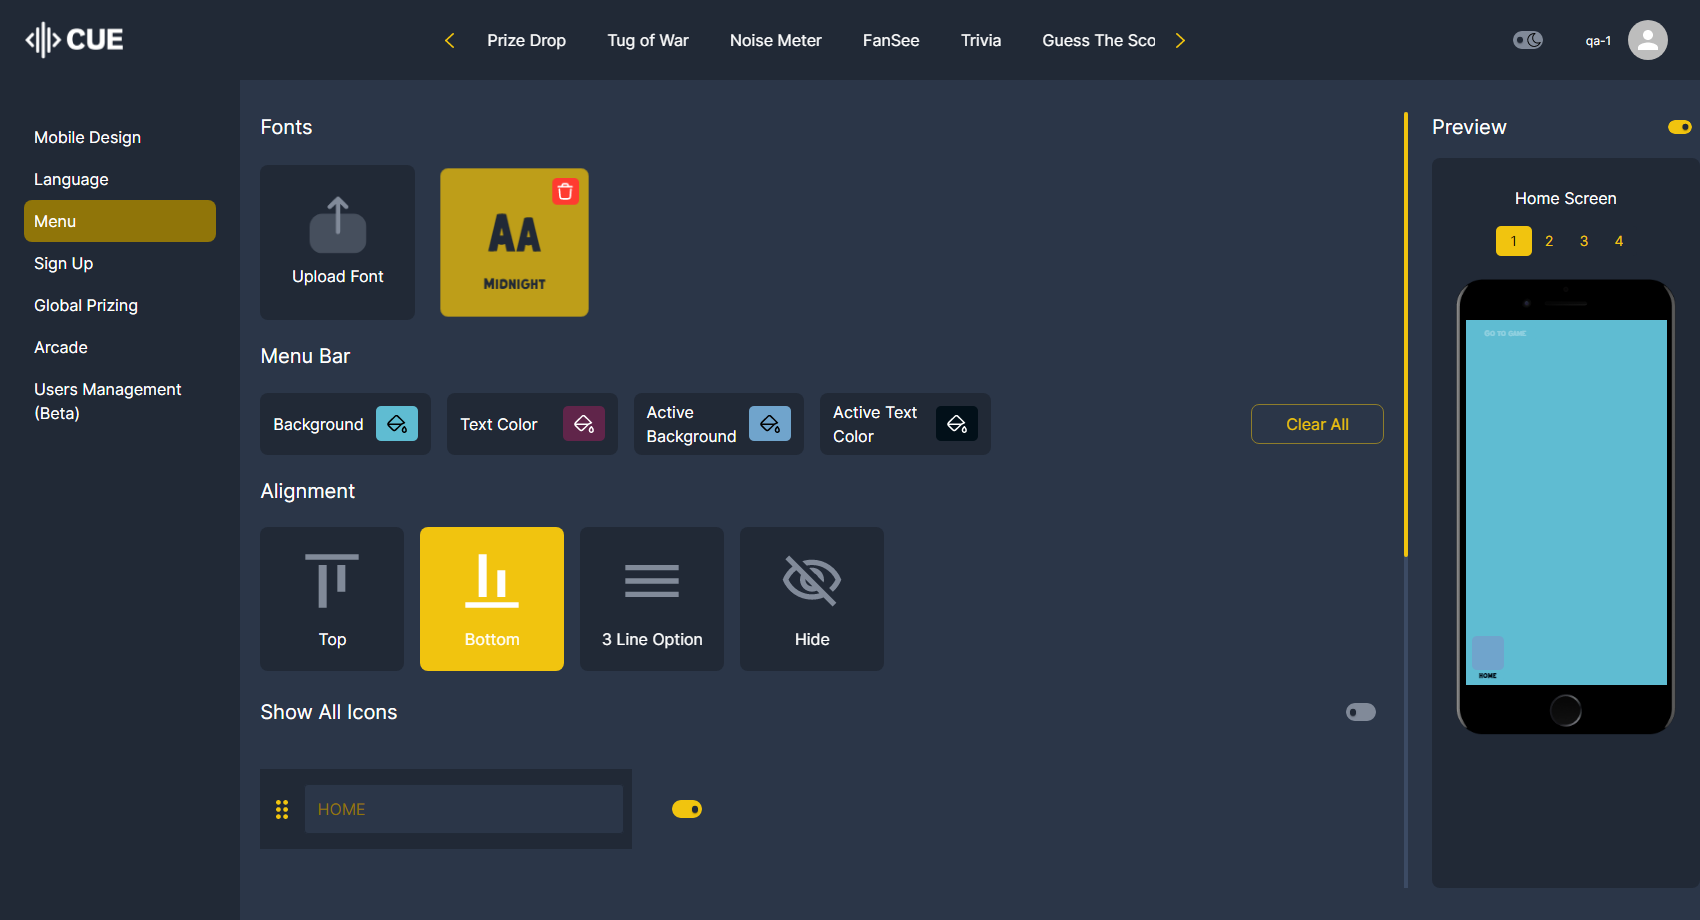 CUE
Prize Drop
Tug of War
Noise Meter
FanSee
Trivia
Guess The Sco
qa-1
Mobile Design
Language
Menu
Sign Up
Global Prizing
Arcade
Users Management
(Beta)
Fonts
Upload Font
AA
MIDNIGHT
Menu Bar
Background
Text Color
Active
Background
Active Text
Color
Clear All
Alignment
Top
Bottom
3 Line Option
Hide
Show All Icons
HOME
Preview
Home Screen
1 2 3 4
GO TO GAME
HOME